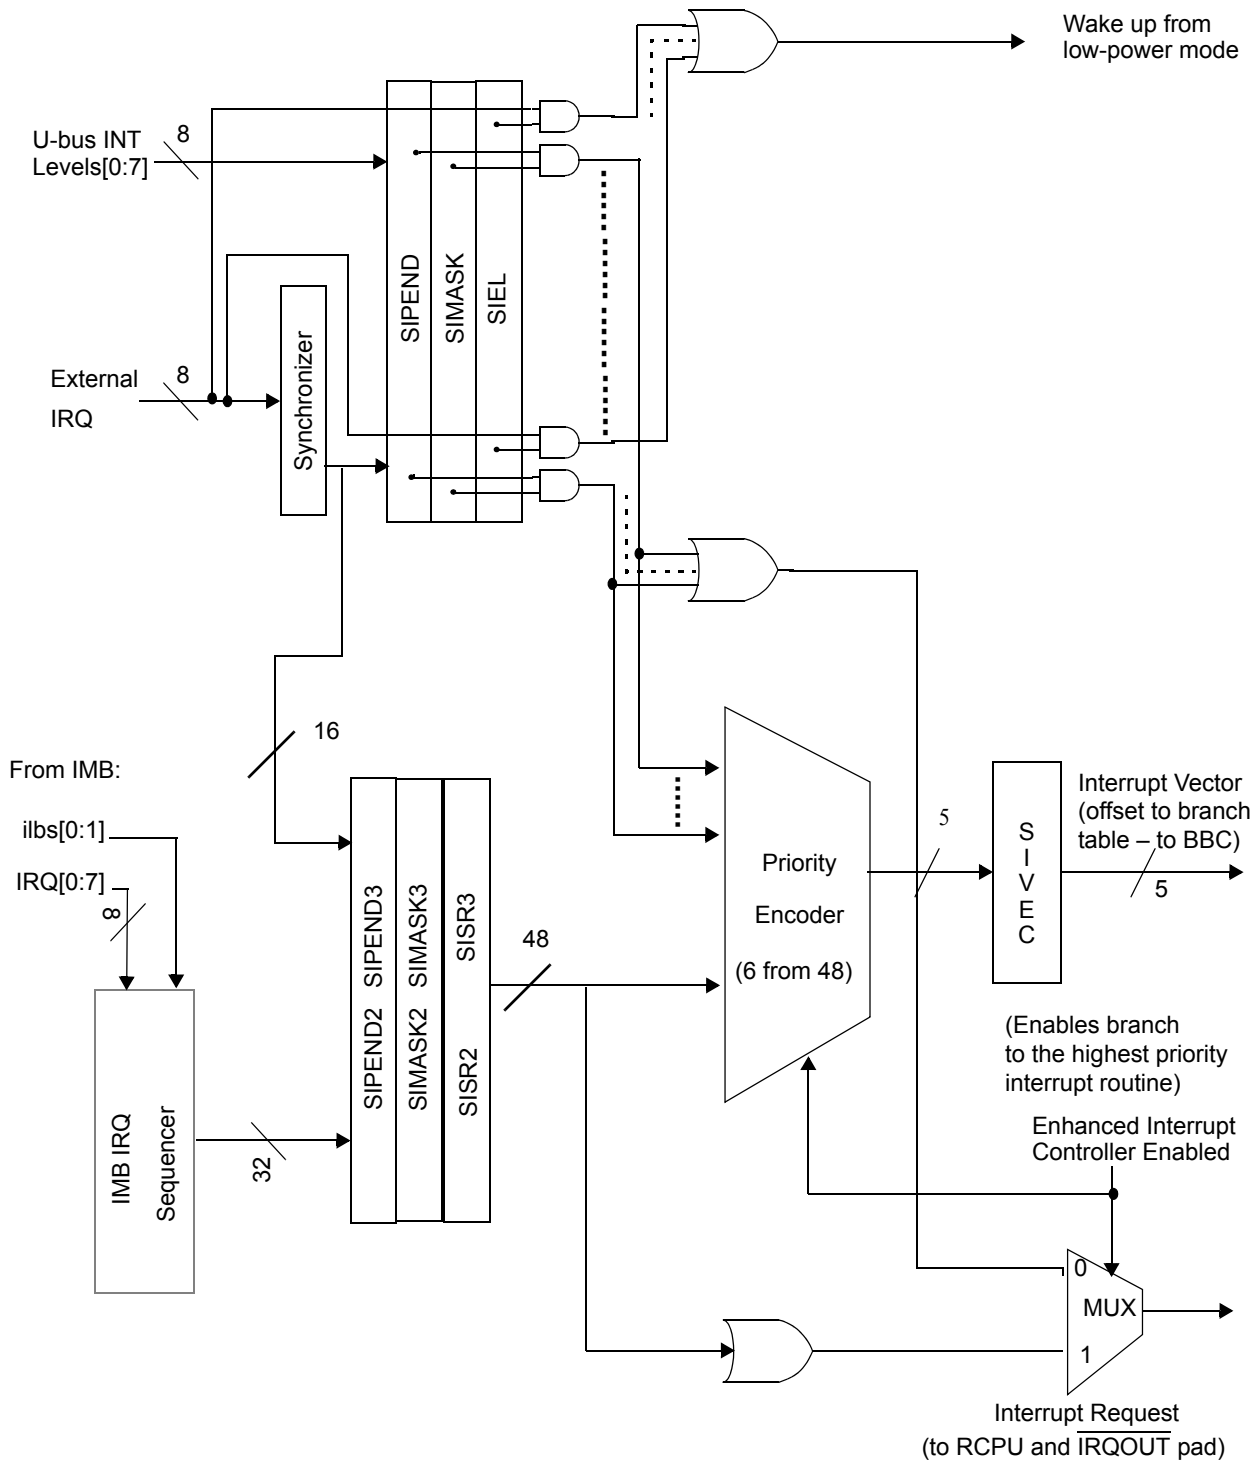 Wake up from
low-power mode
U-bus INT
Levels[0:7]
8
SIPEND
SIMASK
SIEL
External
IRQ
8
Synchronizer
16
From IMB:
ilbs[0:1]
IRQ[0:7]
8
IMB IRQ
Sequencer
32
SIPEND2 SIPEND3
SIMASK2 SIMASK3
SISR2 SISR3
48
Priority
Encoder
(6 from 48)
5
SIVEC
Interrupt Vector
(offset to branch
table – to BBC)
5
(Enables branch
to the highest priority
interrupt routine)
Enhanced Interrupt
Controller Enabled
0
MUX
1
Interrupt Request
(to RCPU and IRQOUT pad)